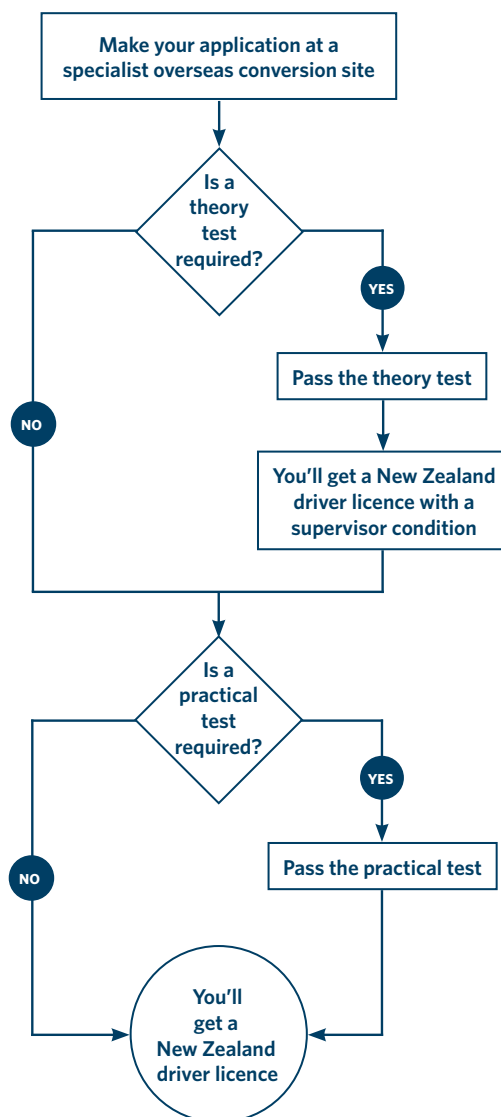 Make your application at a
specialist overseas conversion site
Is a
theory
test
required?
YES
Pass the theory test
NO
You'll get a New Zealand
driver licence with a
supervisor condition
Is a
practical
test
required?
YES
Pass the practical test
NO
You'll
get a
New Zealand
driver licence